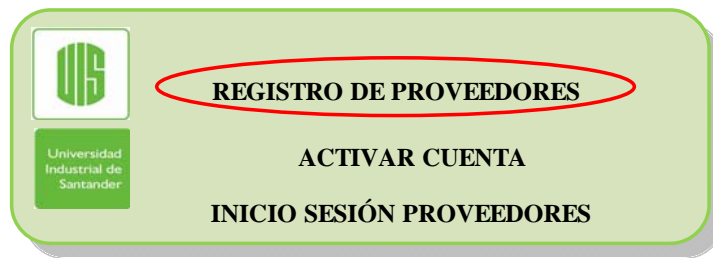 UIS
REGISTRO DE PROVEEDORES
Universidad
Industrial de
Santander
ACTIVAR CUENTA
INICIO SESIÓN PROVEEDORES